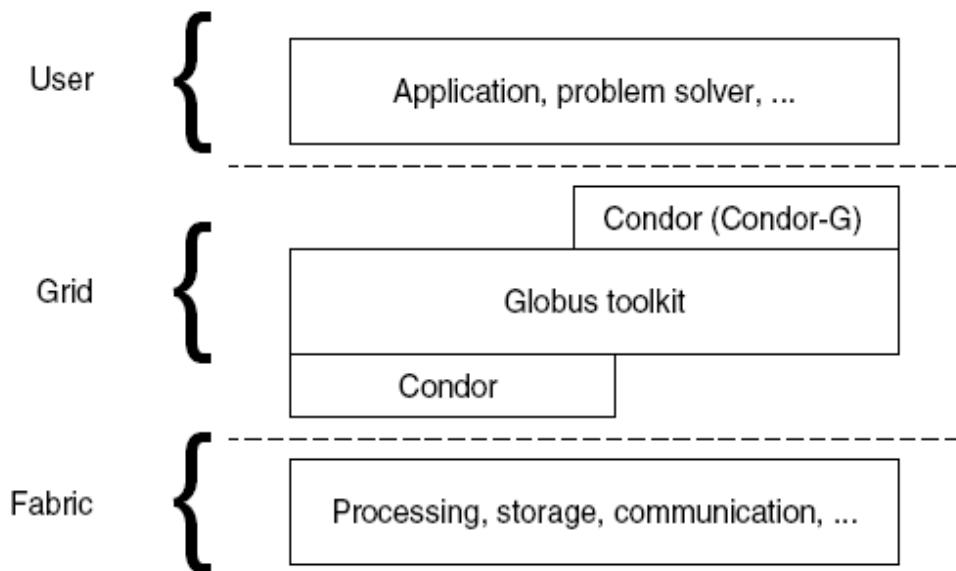 User
Application, problem solver, ...
Condor (Condor-G)
Grid
Globus toolkit
Condor
Fabric
Processing, storage, communication, ...